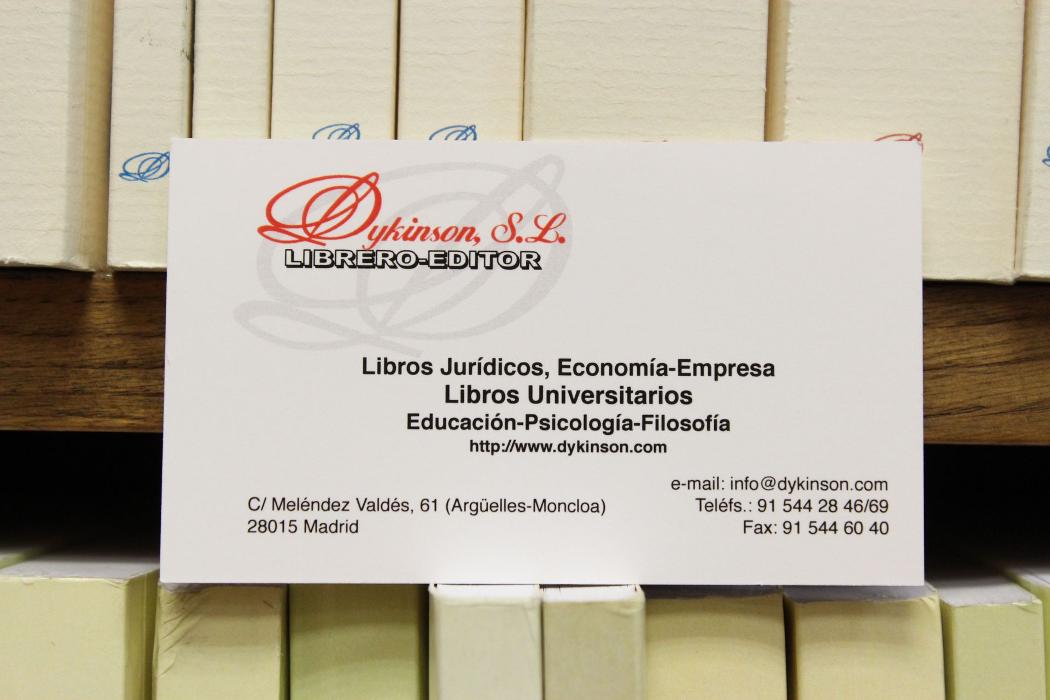 Dykinson, S.L.
LIBRERO-EDITOR
Libros Jurídicos, Economía-Empresa
Libros Universitarios
Educación-Psicología-Filosofía
http://www.dykinson.com
e-mail: info@dykinson.com
C/ Meléndez Valdés, 61 (Argüelles-Moncloa)
Teléfs.: 91 544 28 46/69
28015 Madrid
Fax: 91 544 60 40